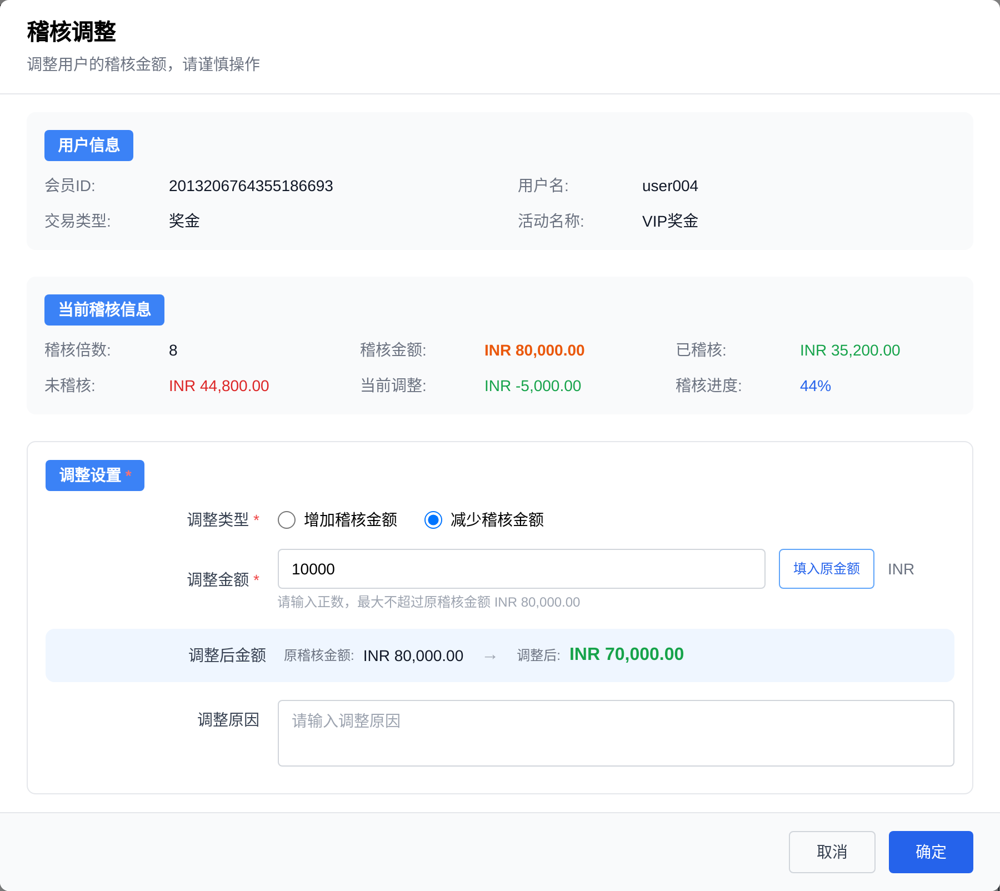 稽核调整
调整用户的稽核金额，请谨慎操作
用户信息
会员ID: 2013206764355186693 用户名: user004
交易类型: 奖金 活动名称: VIP奖金
当前稽核信息
稽核倍数: 8 稽核金额: INR 80,000.00 已稽核: INR 35,200.00
未稽核: INR 44,800.00 当前调整: INR -5,000.00 稽核进度: 44%
调整设置 *
调整类型 * 增加稽核金额 减少稽核金额
调整金额 * 10000 填入原金额 INR
请输入正数，最大不超过原稽核金额 INR 80,000.00
调整后金额 原稽核金额: INR 80,000.00 → 调整后: INR 70,000.00
调整原因 请输入调整原因
取消 确定